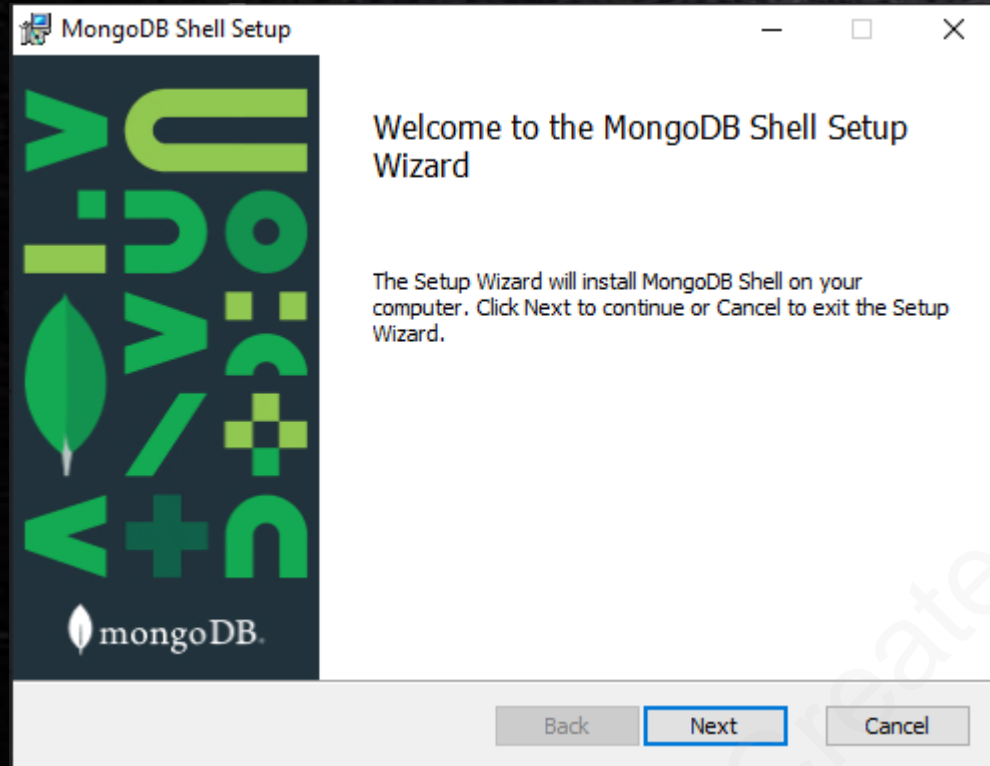 MongoDB Shell Setup
Welcome to the MongoDB Shell Setup
Wizard
The Setup Wizard will install MongoDB Shell on your
computer. Click Next to continue or Cancel to exit the Setup
Wizard.
mongoDB.
Back
Next
Cancel